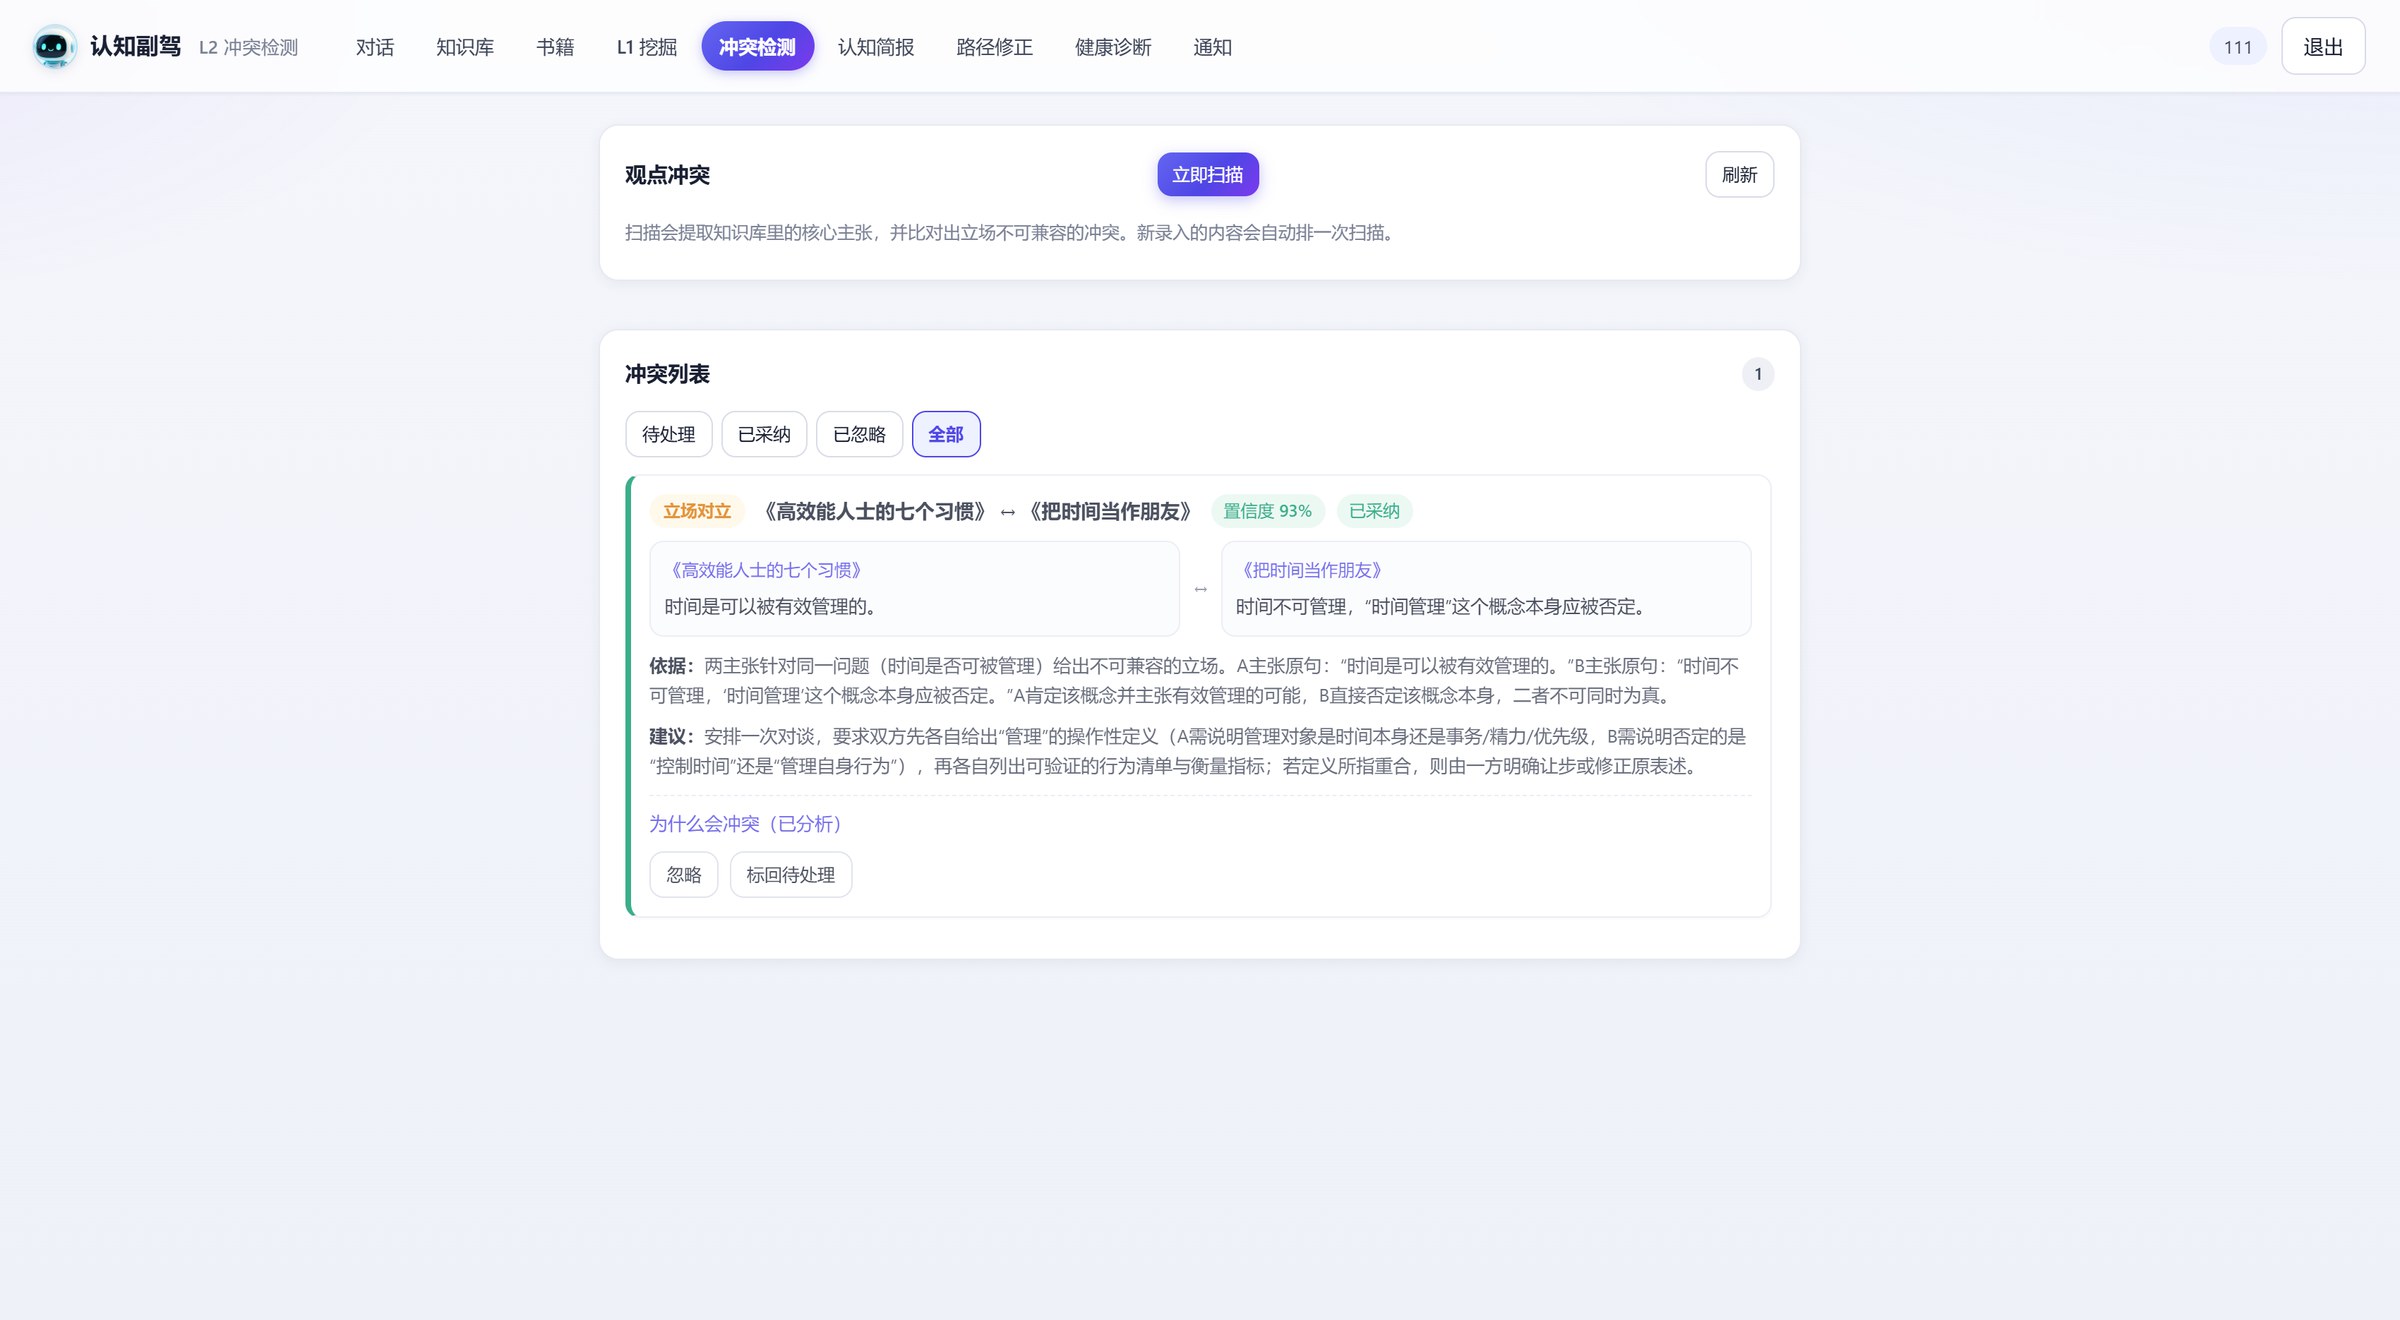 认知副驾 L2 冲突检测 对话 知识库 书籍 L1 挖掘 冲突检测 认知简报 路径修正 健康诊断 通知 111 退出
观点冲突 立即扫描 刷新
扫描会提取知识库里的核心主张，并比对出立场不可兼容的冲突。新录入的内容会自动排一次扫描。
冲突列表 1
待处理 已采纳 已忽略 全部
立场对立 《高效能人士的七个习惯》 ↔ 《把时间当作朋友》 置信度 93% 已采纳
《高效能人士的七个习惯》
时间是可以被有效管理的。
↔
《把时间当作朋友》
时间不可管理，“时间管理”这个概念本身应被否定。
依据：两主张针对同一问题（时间是否可被管理）给出不可兼容的立场。A主张原句：“时间是可以被有效管理的。”B主张原句：“时间不
可管理，‘时间管理’这个概念本身应被否定。”A肯定该概念并主张有效管理的可能，B直接否定该概念本身，二者不可同时为真。
建议：安排一次对谈，要求双方先各自给出“管理”的操作性定义（A需说明管理对象是时间本身还是事务/精力/优先级，B需说明否定的是
“控制时间”还是“管理自身行为”），再各自列出可验证的行为清单与衡量指标；若定义所指重合，则由一方明确让步或修正原表述。
为什么会冲突（已分析）
忽略 标回待处理